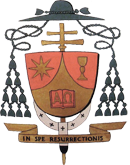 IN SPE RESURRECTIONIS